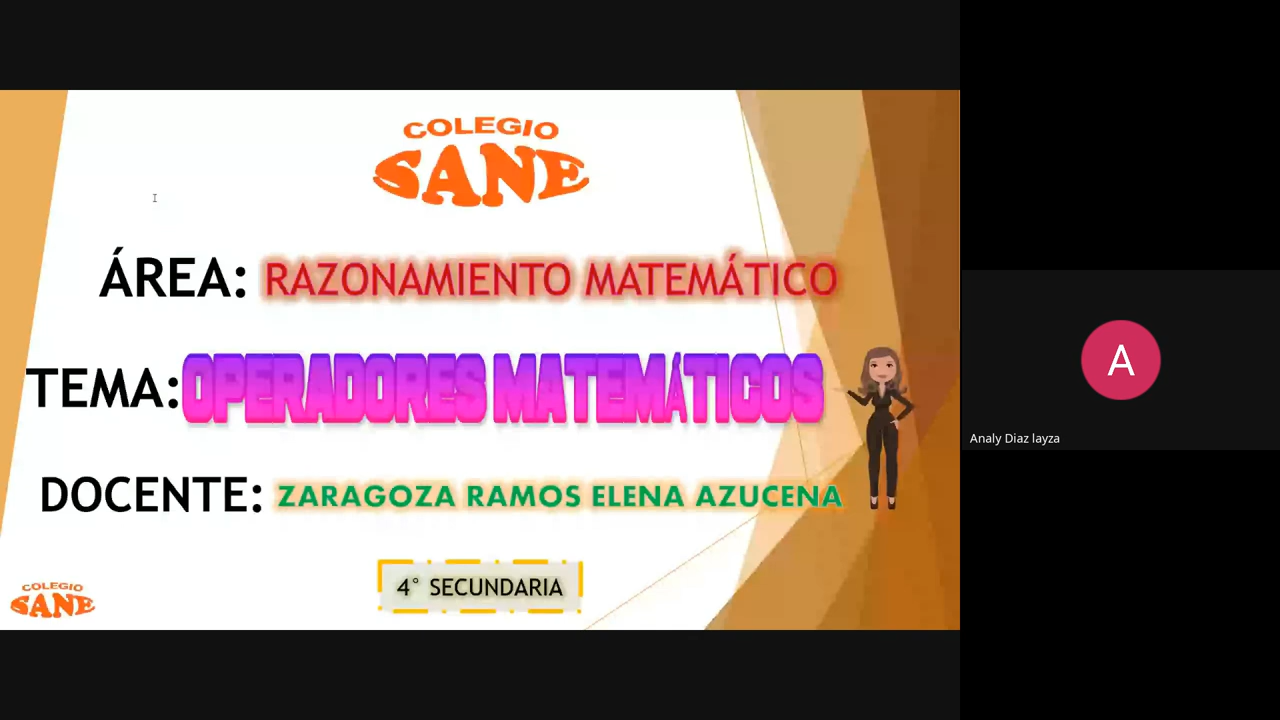 COLEGIO
SANE
ÁREA: RAZONAMIENTO MATEMÁTICO
TEMA: OPERADORES MATEMÁTICOS
DOCENTE: ZARAGOZA RAMOS ELENA AZUCENA
4° SECUNDARIA
COLEGIO
SANE
A
Analy Diaz layza